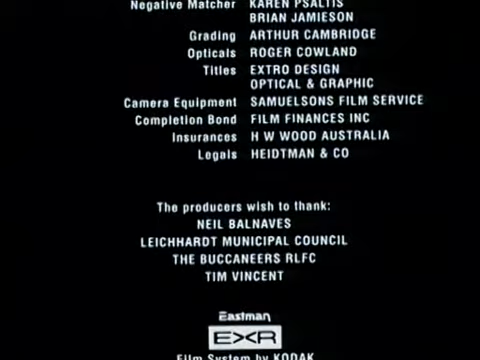 Negative Matcher KAREN PSALTIS
BRIAN JAMIESON
Grading ARTHUR CAMBRIDGE
Opticals ROGER COWLAND
Titles EXTRO DESIGN
OPTICAL & GRAPHIC
Camera Equipment SAMUELSONS FILM SERVICE
Completion Bond FILM FINANCES INC
Insurances H W WOOD AUSTRALIA
Legals HEIDTMAN & CO
The producers wish to thank:
NEIL BALNAVES
LEICHHARDT MUNICIPAL COUNCIL
THE BUCCANEERS RLFC
TIM VINCENT
Eastman
EXR
Film System by KODAK